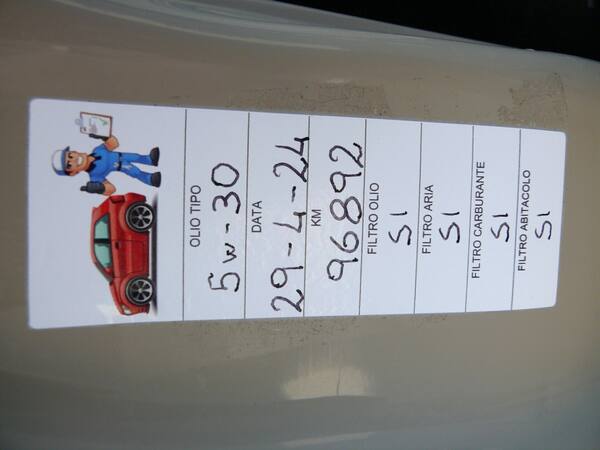 OLIO TIPO
5w-30
DATA
29-4-24
KM
96892
FILTRO OLIO
SI
FILTRO ARIA
SI
FILTRO CARBURANTE
SI
FILTRO ABITACOLO
SI